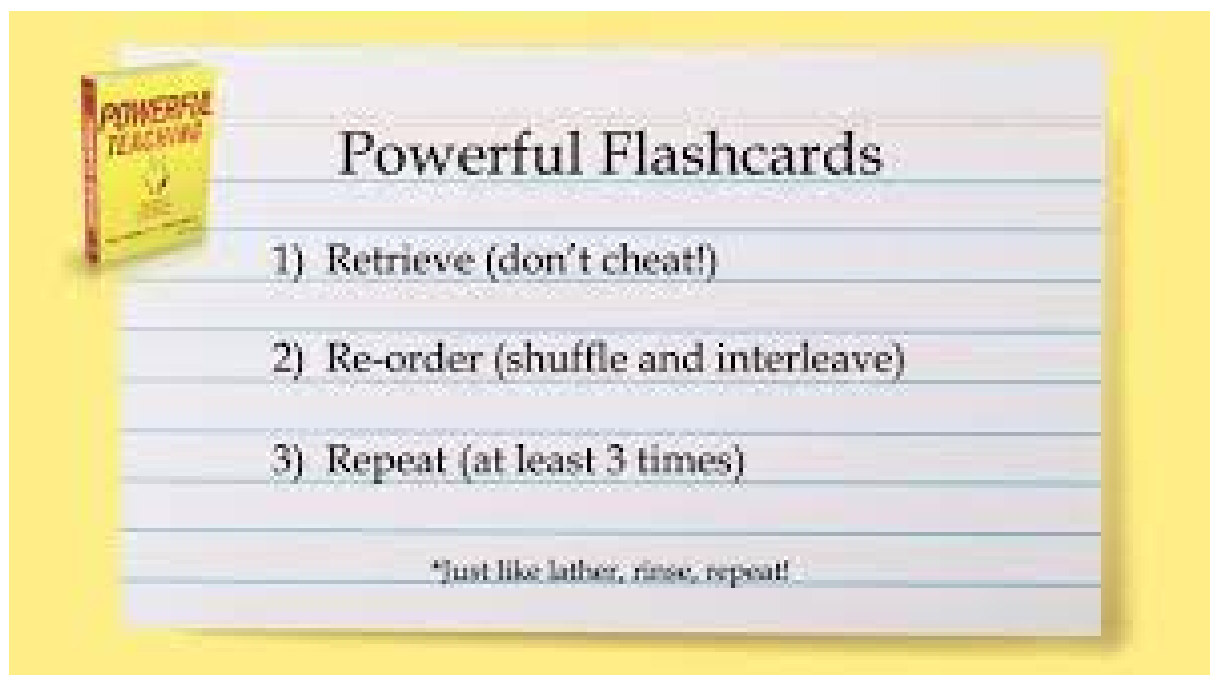 POWERFUL
TEACHING
Powerful Flashcards
1) Retrieve (don't cheat!)
2) Re-order (shuffle and interleave)
3) Repeat (at least 3 times)
*Just like lather, rinse, repeat!